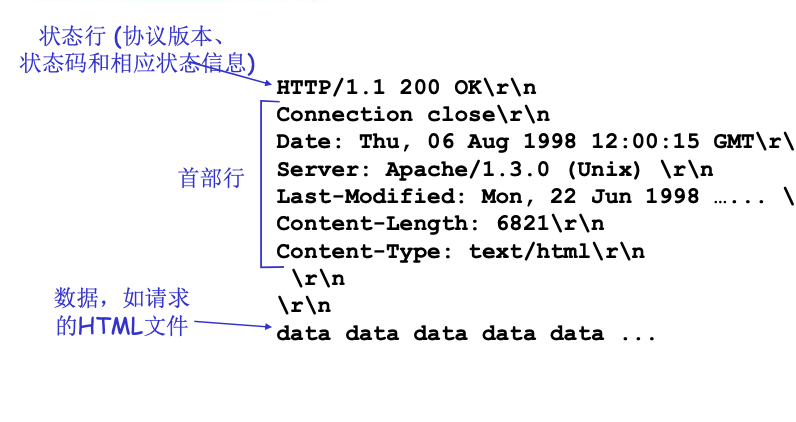 状态行 (协议版本、
状态码和相应状态信息)
HTTP/1.1 200 OK\r\n
Connection close\r\n
Date: Thu, 06 Aug 1998 12:00:15 GMT\r\
Server: Apache/1.3.0 (Unix) \r\n
首部行
Last-Modified: Mon, 22 Jun 1998 …... \
Content-Length: 6821\r\n
Content-Type: text/html\r\n
\r\n
\r\n
数据，如请求
的HTML文件
data data data data data ...